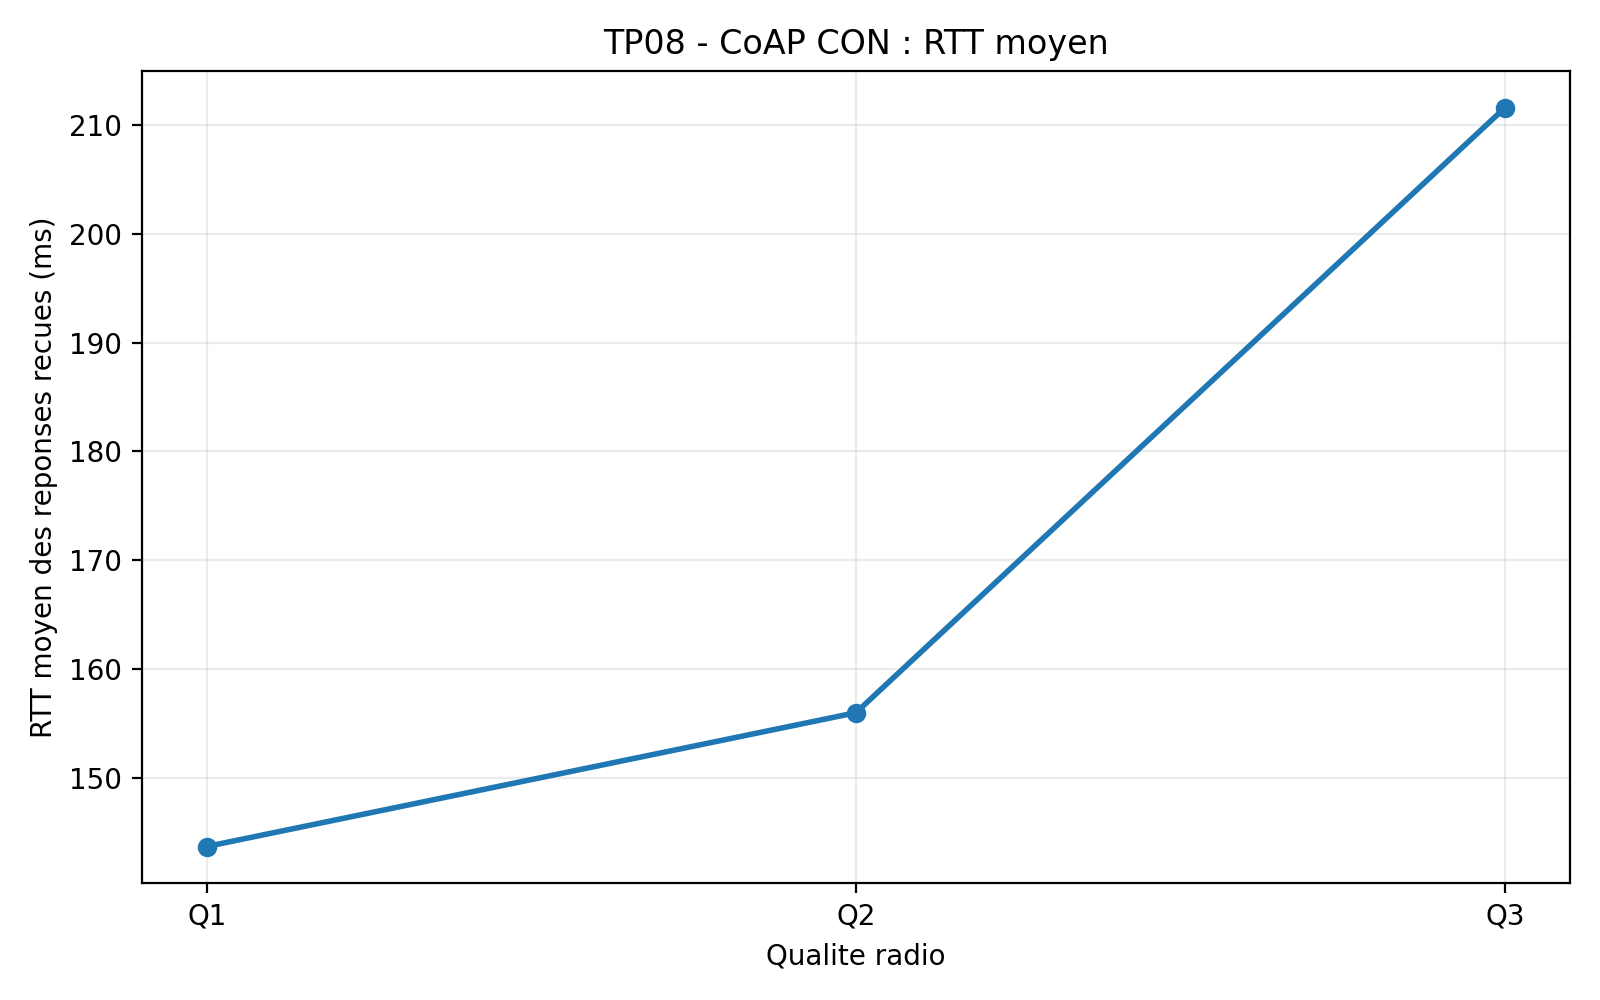 TP08 - CoAP CON : RTT moyen
RTT moyen des reponses recues (ms)
210
200
190
180
170
160
150
Q1
Q2
Q3
Qualite radio